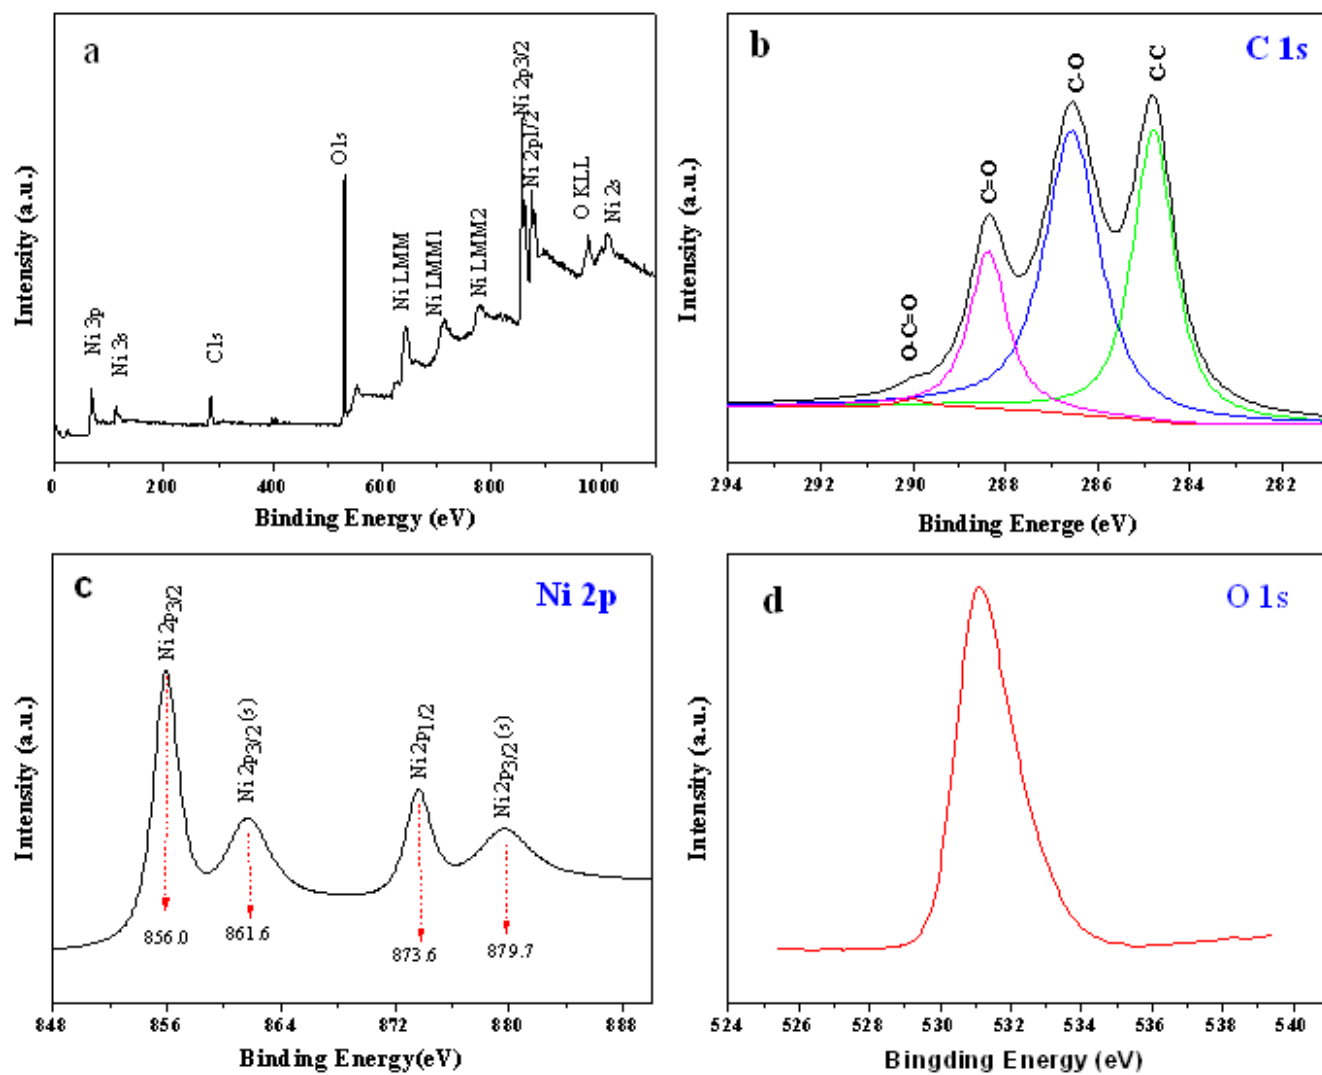 a
Intensity (a.u.)
Ni 3p
Ni 3s
C1s
O1s
Ni LMM
Ni LMM1
Ni LMM2
Ni 2p3/2
Ni 2p1/2
O KLL
Ni 2s
0 200 400 600 800 1000
Binding Energy (eV)
b
C 1s
Intensity (a.u.)
O-C=O
C=O
C-O
C-C
294 292 290 288 286 284 282
Binding Energe (eV)
c
Ni 2p
Intensity (a.u.)
Ni 2p3/2
Ni 2p3/2 (s)
Ni 2p1/2
Ni 2p3/2 (s)
856.0
861.6
873.6
879.7
848 856 864 872 880 888
Binding Energy(eV)
d
O 1s
Intensity (a.u.)
524 526 528 530 532 534 536 538 540
Bingding Energy (eV)